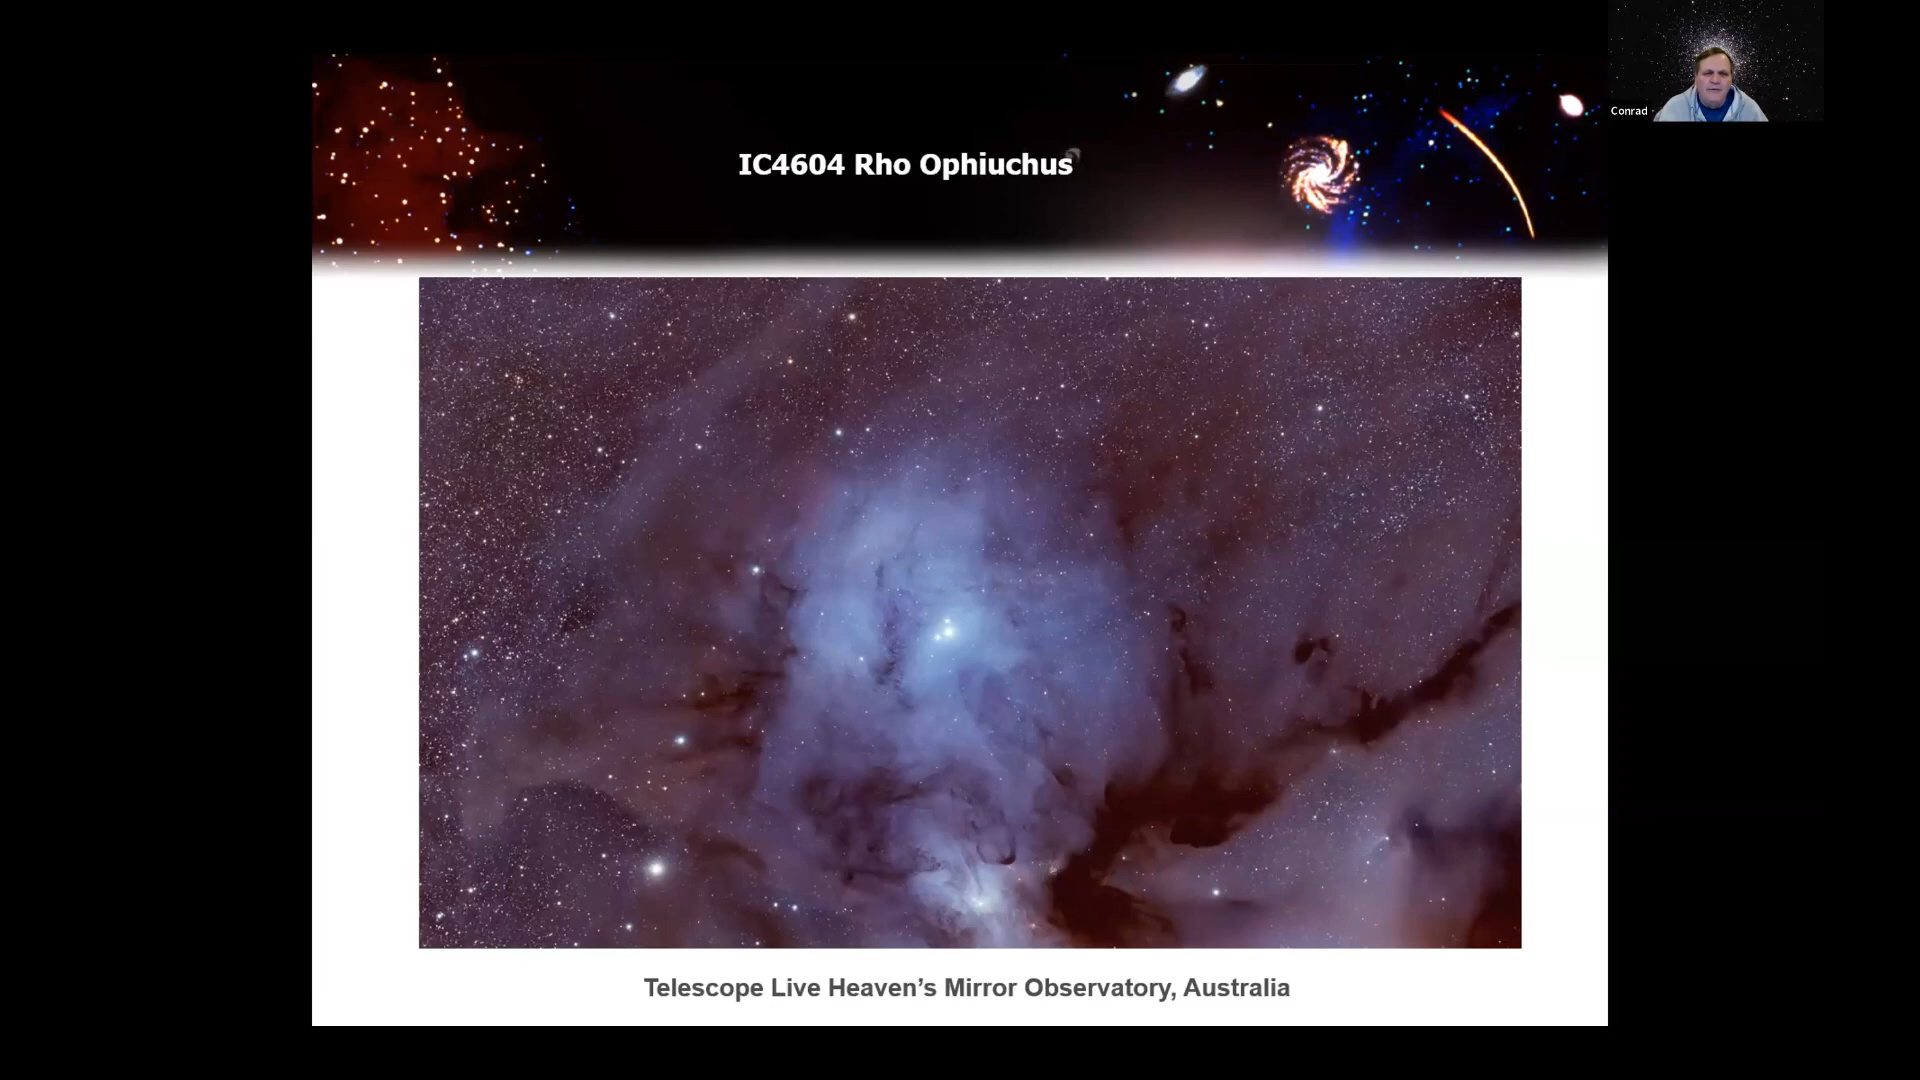 IC4604 Rho Ophiuchus
Conrad
Telescope Live Heaven’s Mirror Observatory, Australia